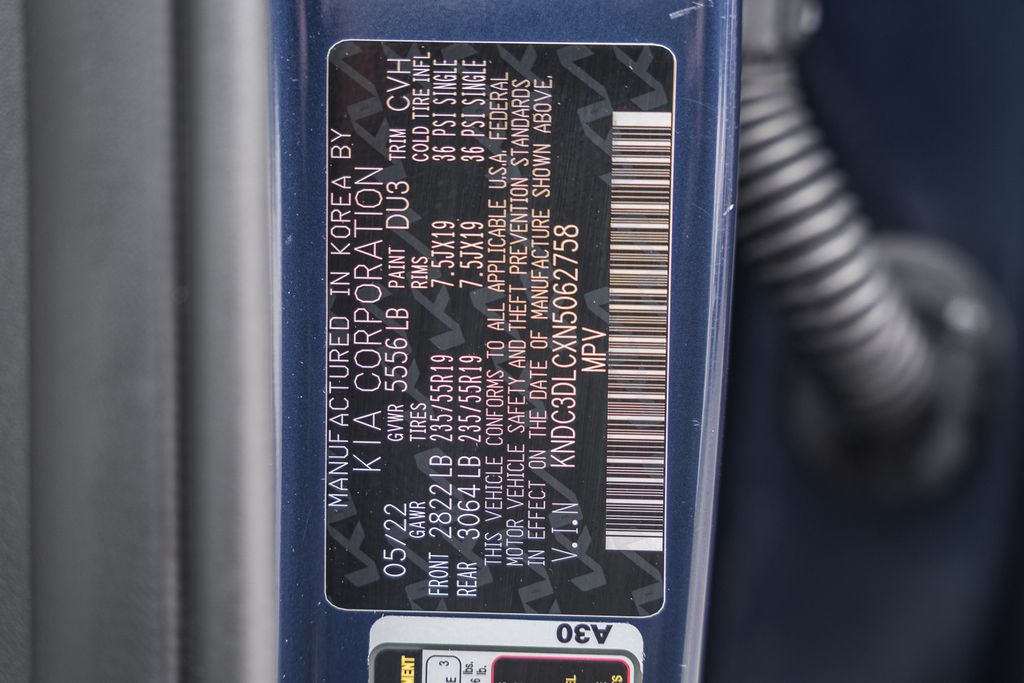 MANUFACTURED IN KOREA BY
KIA CORPORATION
05/22 GVWR 5556 LB PAINT DU3 TRIM CVH
GAWR TIRES RIMS COLD TIRE INFL
FRONT 2822 LB 235/55R19 7.5JX19 36 PSI SINGLE
REAR 3064 LB 235/55R19 7.5JX19 36 PSI SINGLE
THIS VEHICLE CONFORMS TO ALL APPLICABLE U.S.A. FEDERAL
MOTOR VEHICLE SAFETY AND THEFT PREVENTION STANDARDS
IN EFFECT ON THE DATE OF MANUFACTURE SHOWN ABOVE.
V.I.N KNDC3DLCXN5062758
MPV
A30
3
lbs.